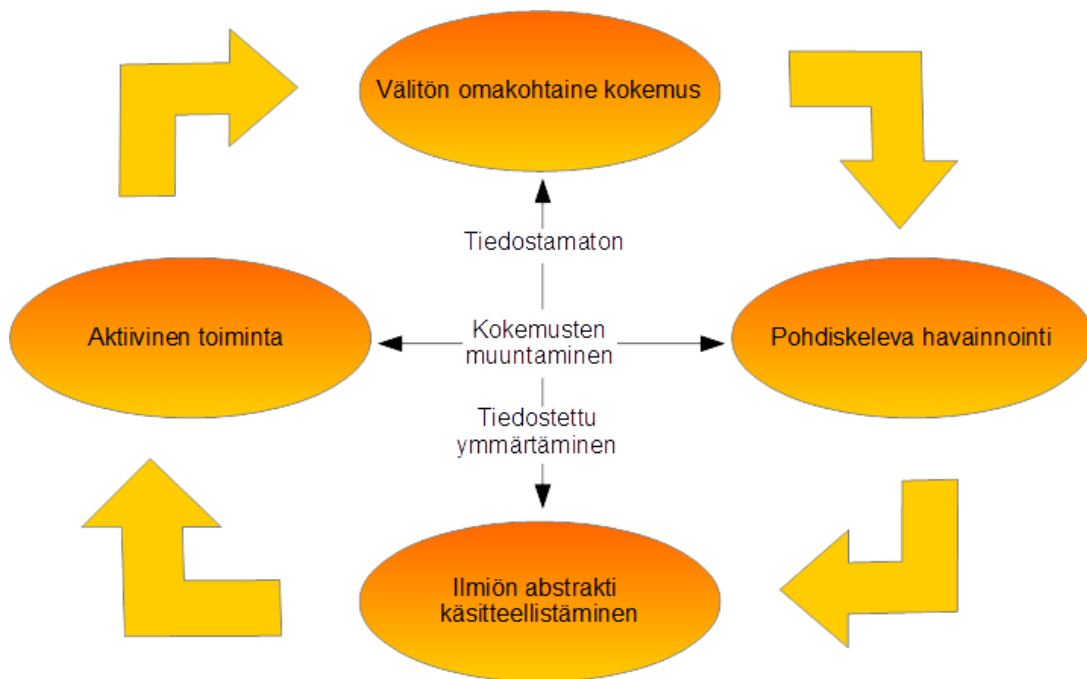 Välitön omakohtaine kokemus
Tiedostamaton
Aktiivinen toiminta
Kokemusten
muuntaminen
Pohdiskeleva havainnointi
Tiedostettu
ymmärtäminen
Ilmiön abstrakti
käsitteellistäminen